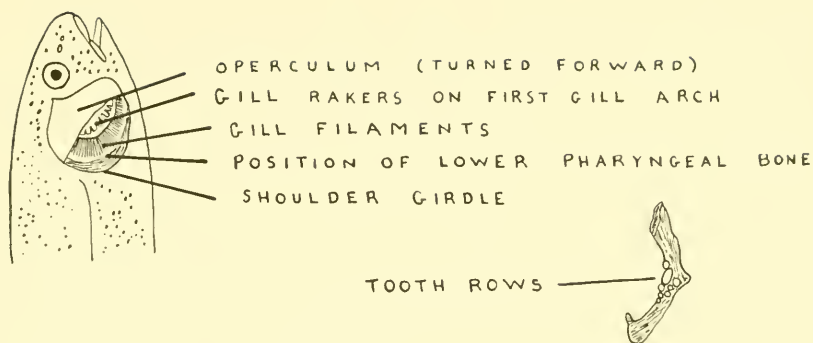 OPERCULUM (TURNED FORWARD)
GILL RAKERS ON FIRST GILL ARCH
GILL FILAMENTS
POSITION OF LOWER PHARYNGEAL BONE
SHOULDER GIRDLE
TOOTH ROWS